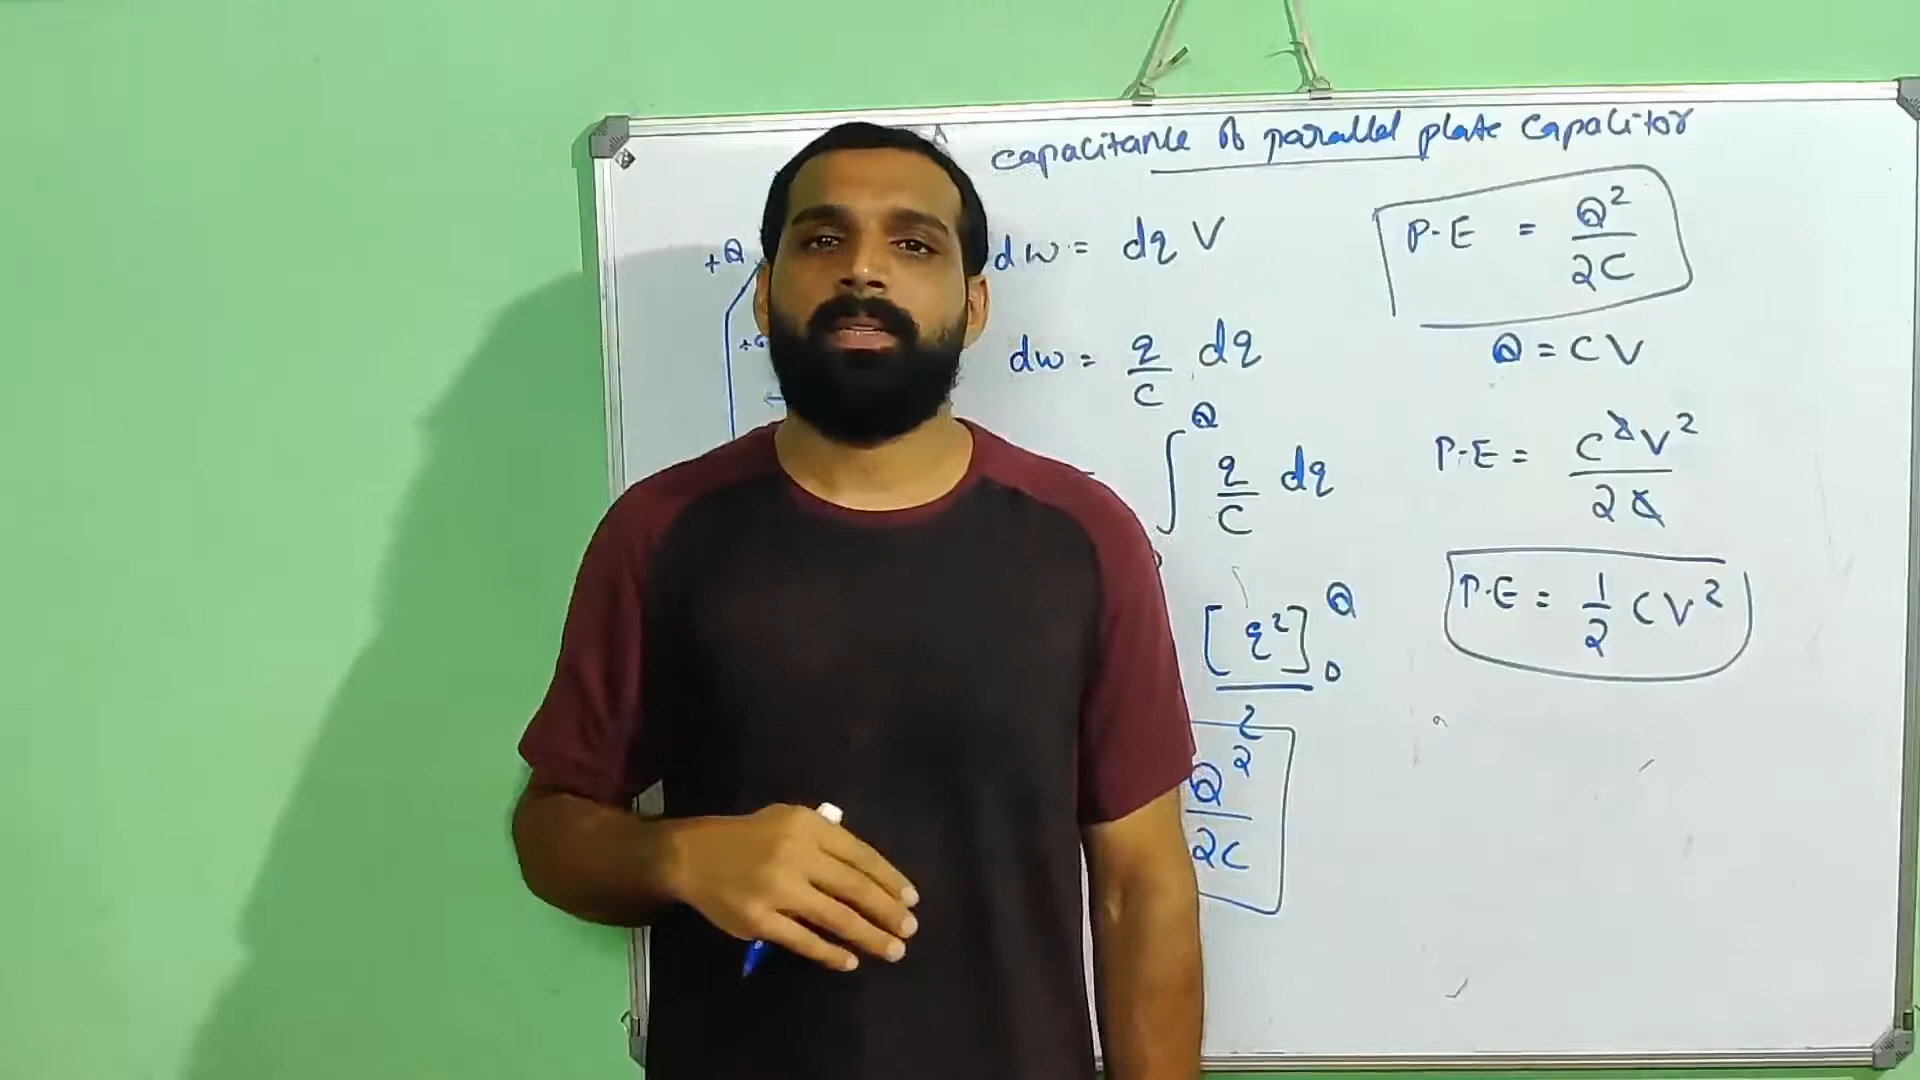 capacitance of parallel plate capacitor
+Q
dw = dq V
dw = q/C dq
∫ Q q/C dq
[q²] Q 0
2
Q²/2C
P.E = Q²/2C
Q = CV
P.E = C²V²/2C
P.E = 1/2 CV²